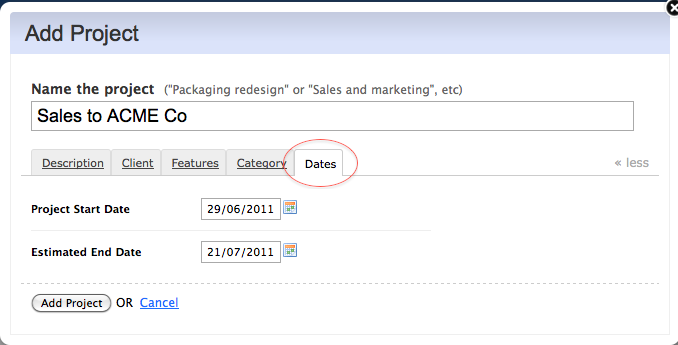 Add Project
Name the project ("Packaging redesign" or "Sales and marketing", etc)
Sales to ACME Co
Description Client Features Category Dates « less
Project Start Date 29/06/2011
Estimated End Date 21/07/2011
Add Project OR Cancel